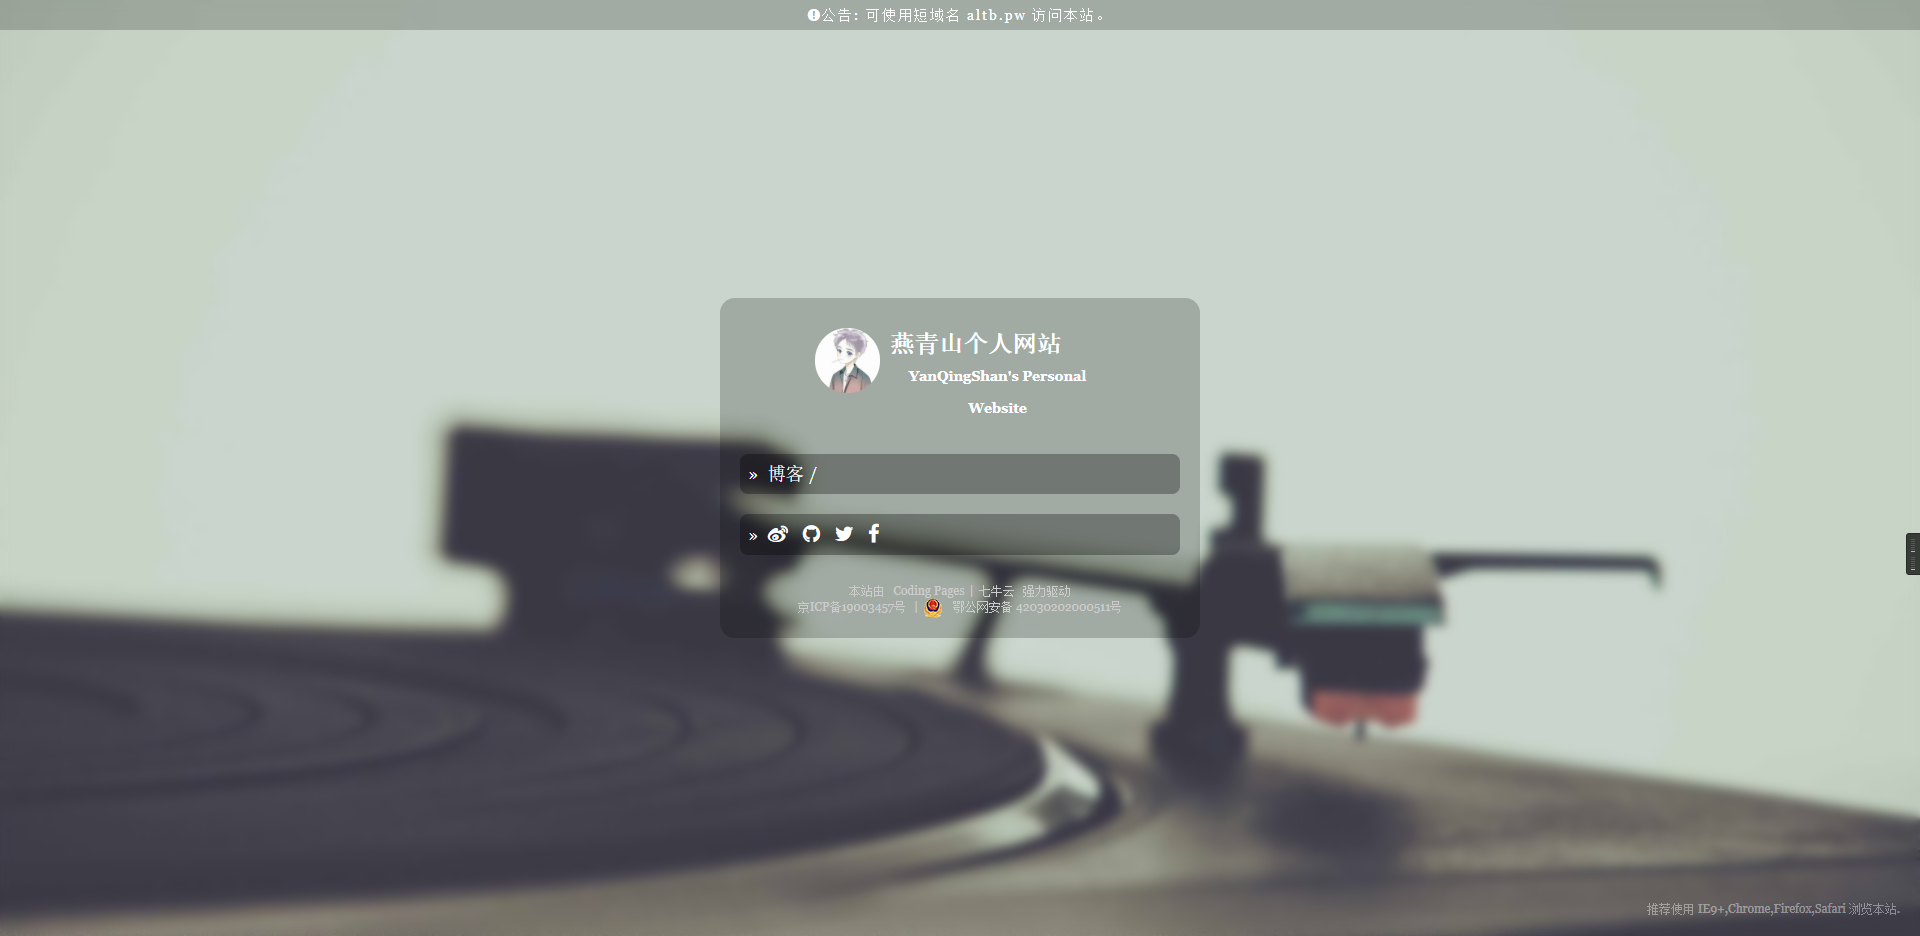 公告: 可使用短域名 altb.pw 访问本站。
燕青山个人网站
YanQingShan's Personal
Website
» 博客 /
»
本站由 Coding Pages | 七牛云 强力驱动
京ICP备19003457号 | 鄂公网安备 42030202000511号
推荐使用 IE9+,Chrome,Firefox,Safari 浏览本站.